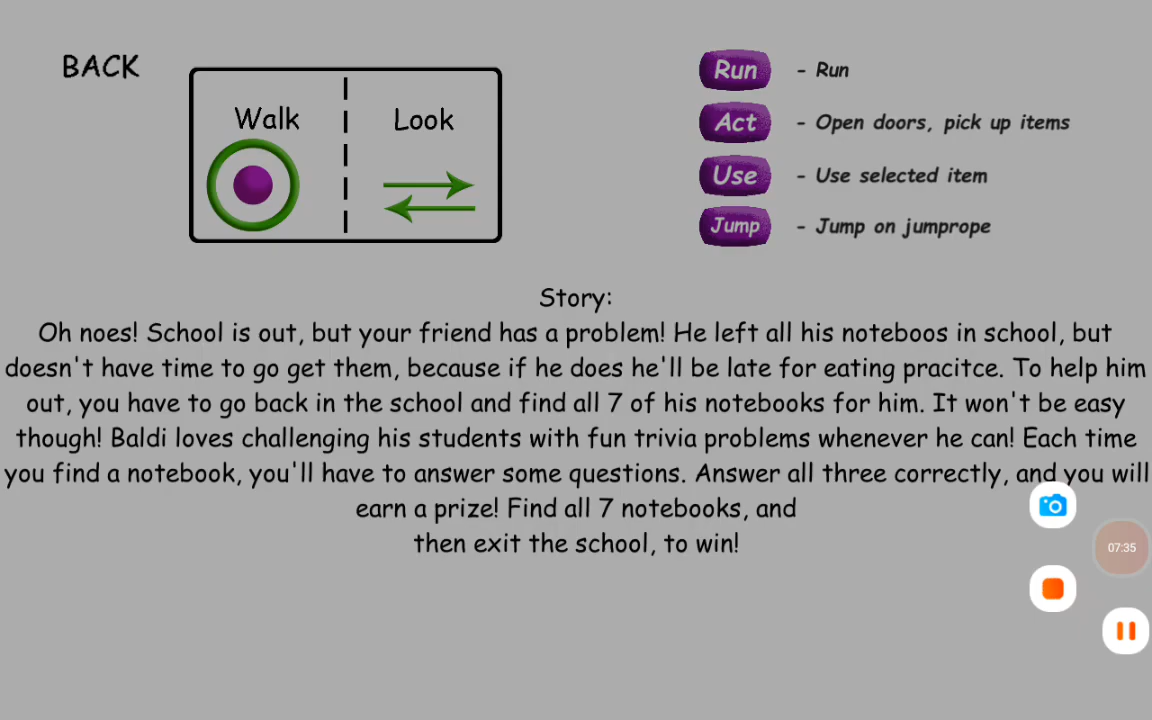 BACK
Walk
Look
Run - Run
Act - Open doors, pick up items
Use - Use selected item
Jump - Jump on jumprope
Story:
Oh noes! School is out, but your friend has a problem! He left all his noteboos in school, but
doesn't have time to go get them, because if he does he'll be late for eating pracitce. To help him
out, you have to go back in the school and find all 7 of his notebooks for him. It won't be easy
though! Baldi loves challenging his students with fun trivia problems whenever he can! Each time
you find a notebook, you'll have to answer some questions. Answer all three correctly, and you will
earn a prize! Find all 7 notebooks, and
then exit the school, to win!
07:35